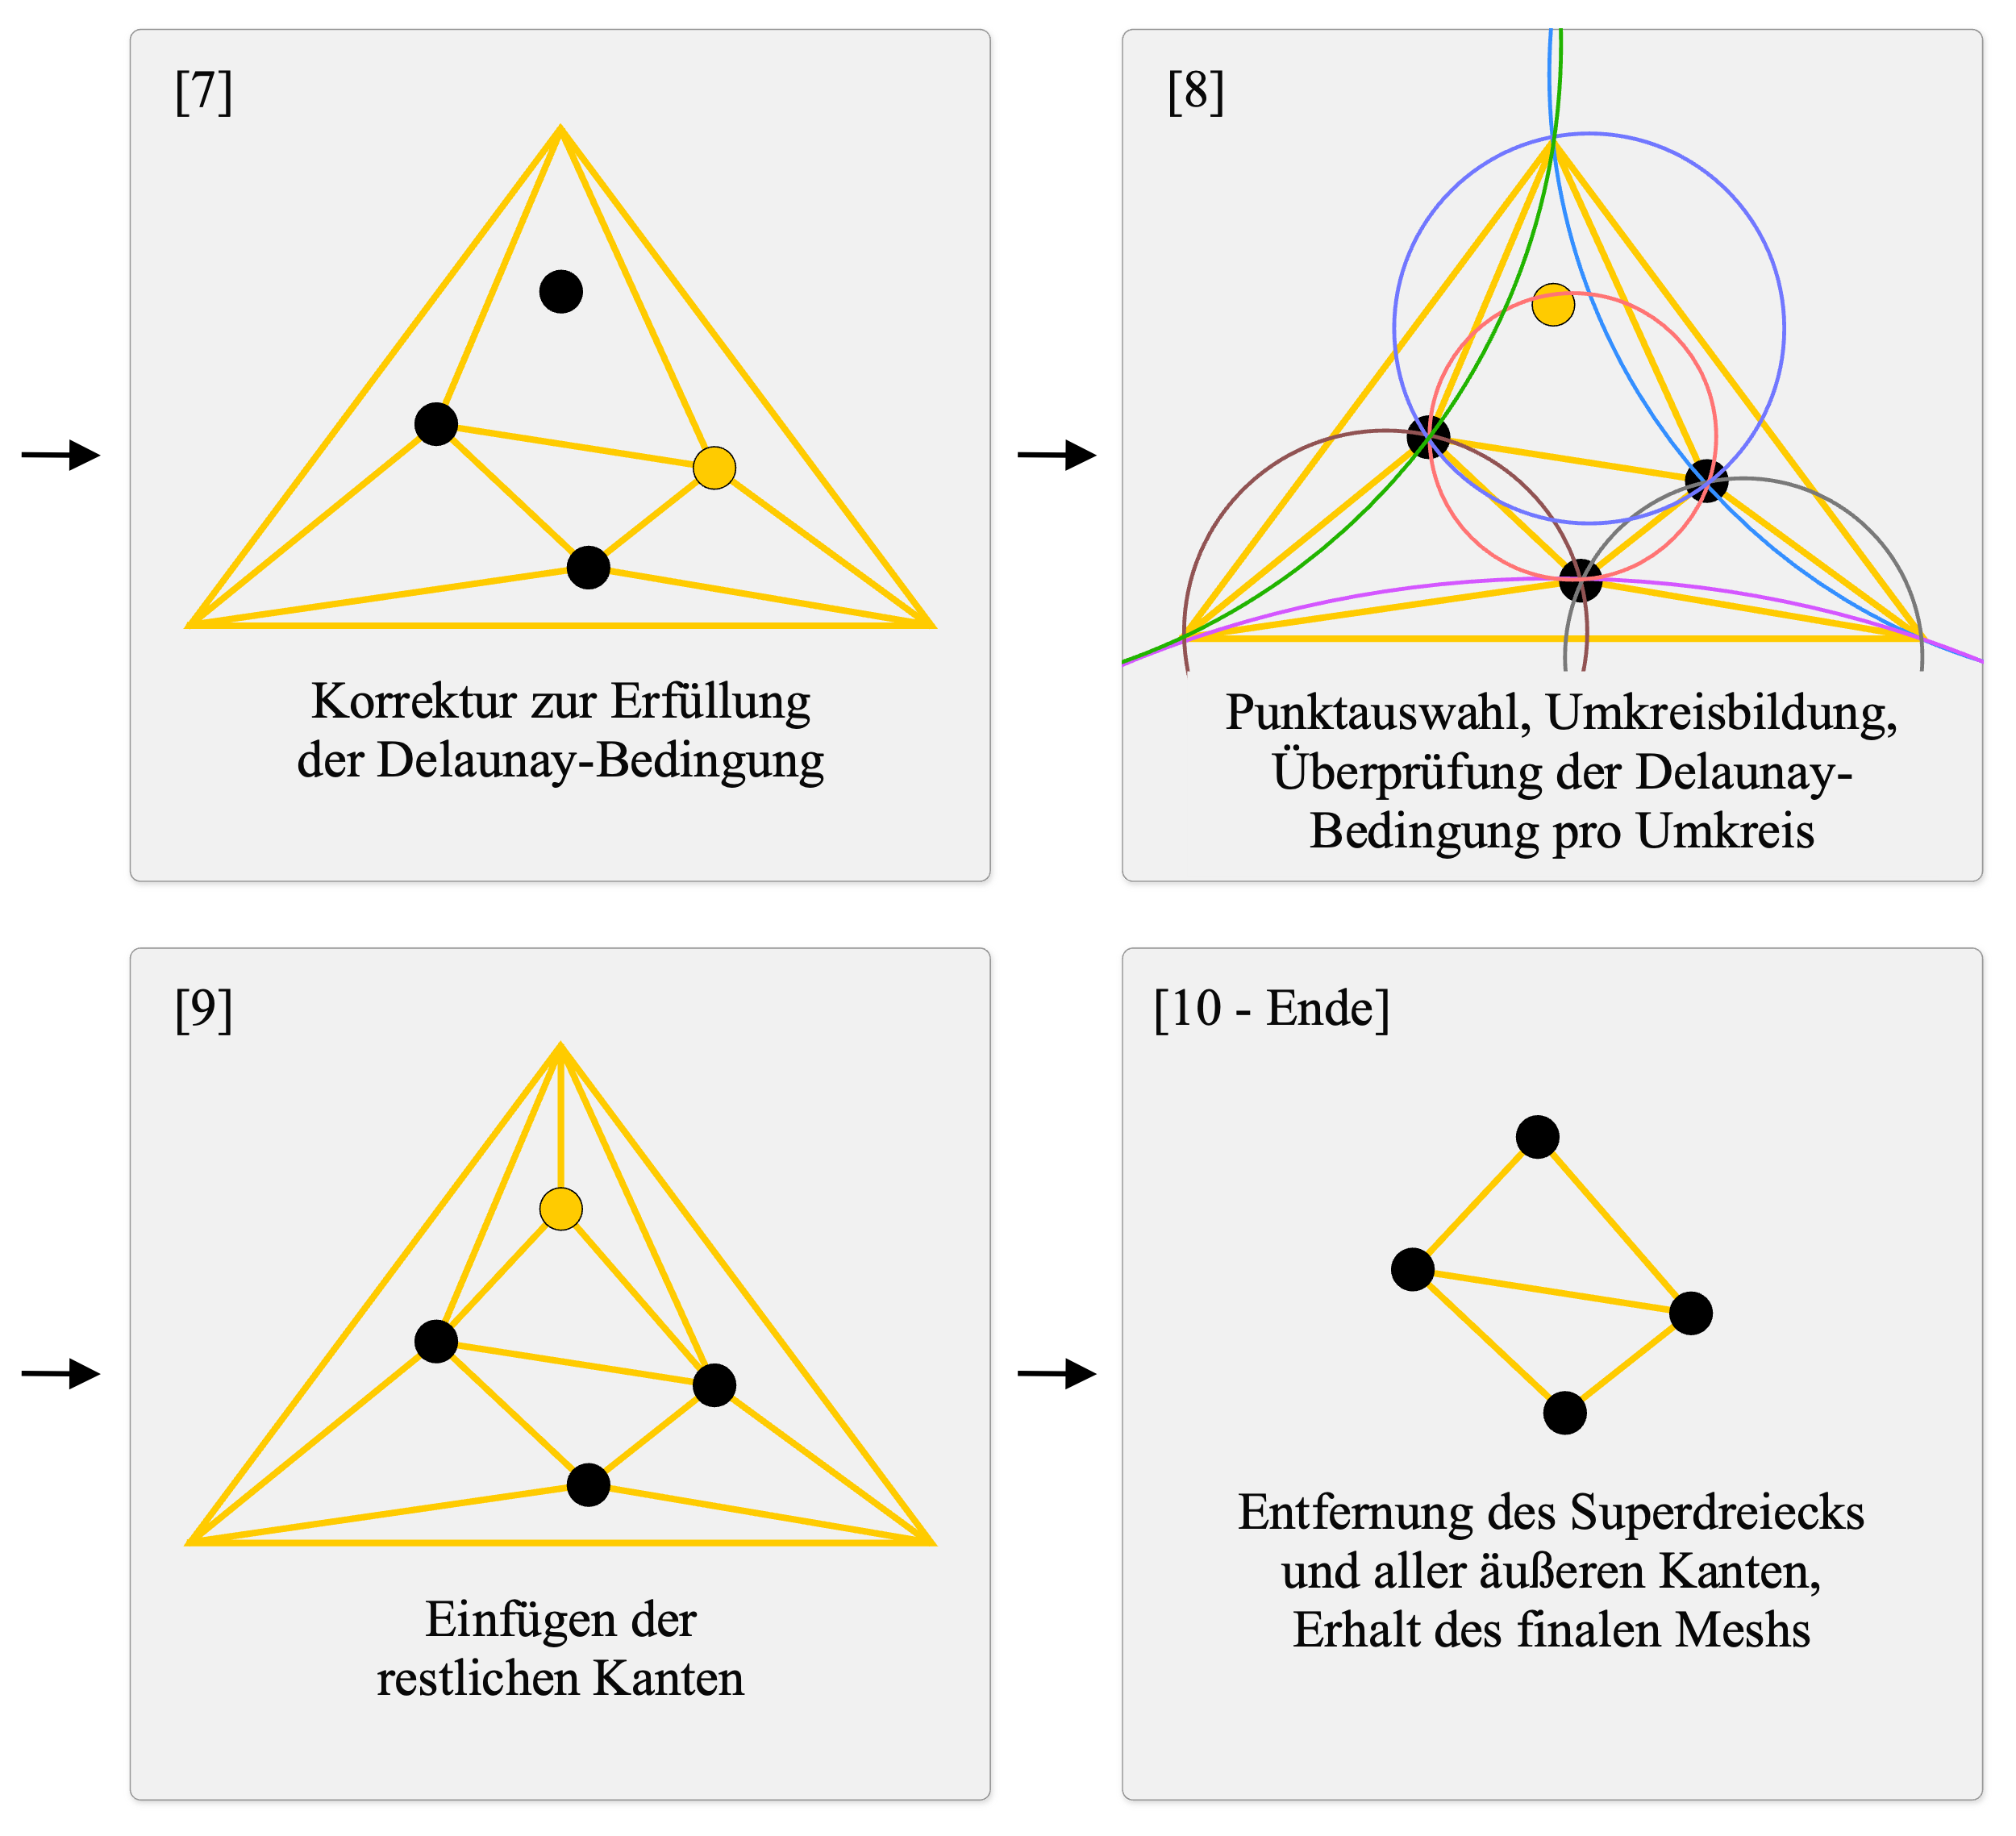 [7]
Korrektur zur Erfüllung
der Delaunay-Bedingung
[8]
Punktauswahl, Umkreisbildung,
Überprüfung der Delaunay-
Bedingung pro Umkreis
[9]
Einfügen der
restlichen Kanten
[10 - Ende]
Entfernung des Superdreiecks
und aller äußeren Kanten,
Erhalt des finalen Meshs